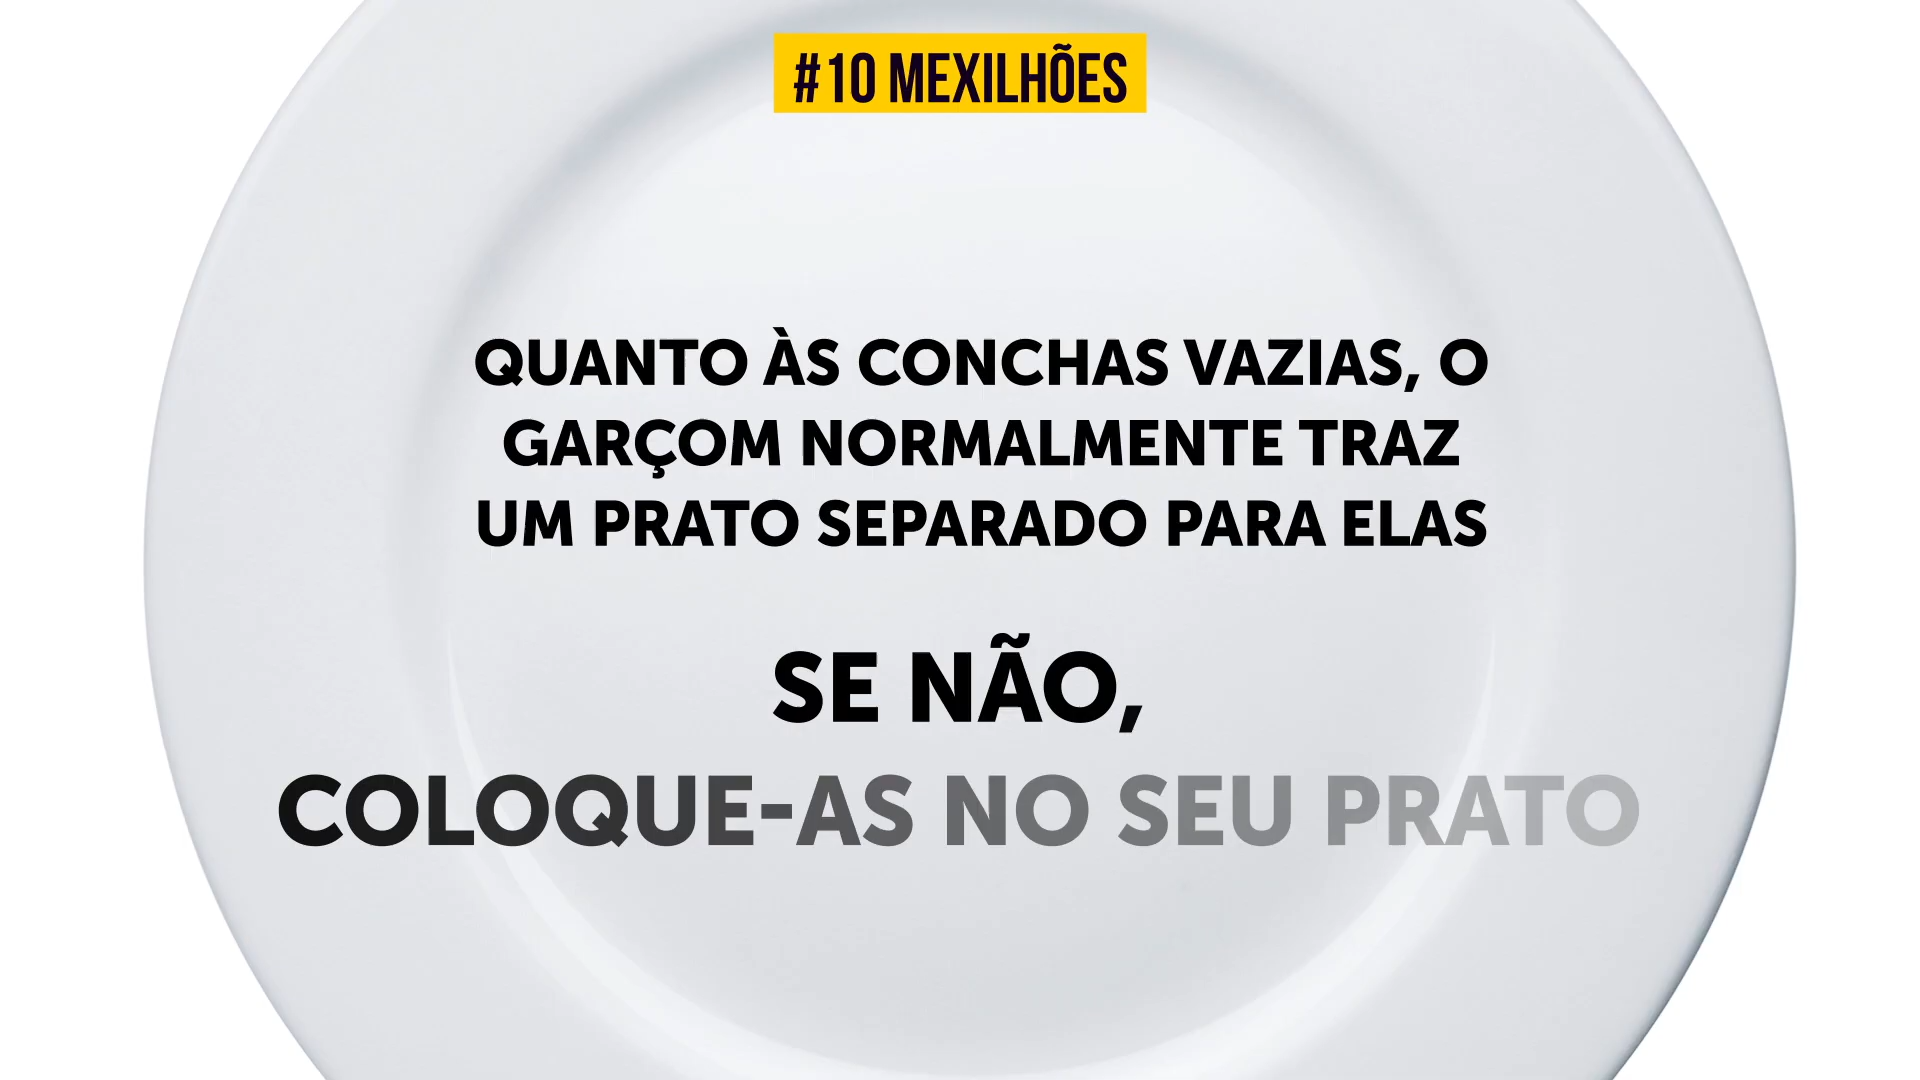 #10 MEXILHÕES
QUANTO ÀS CONCHAS VAZIAS, O
GARÇOM NORMALMENTE TRAZ
UM PRATO SEPARADO PARA ELAS
SE NÃO,
COLOQUE-AS NO SEU PRATO